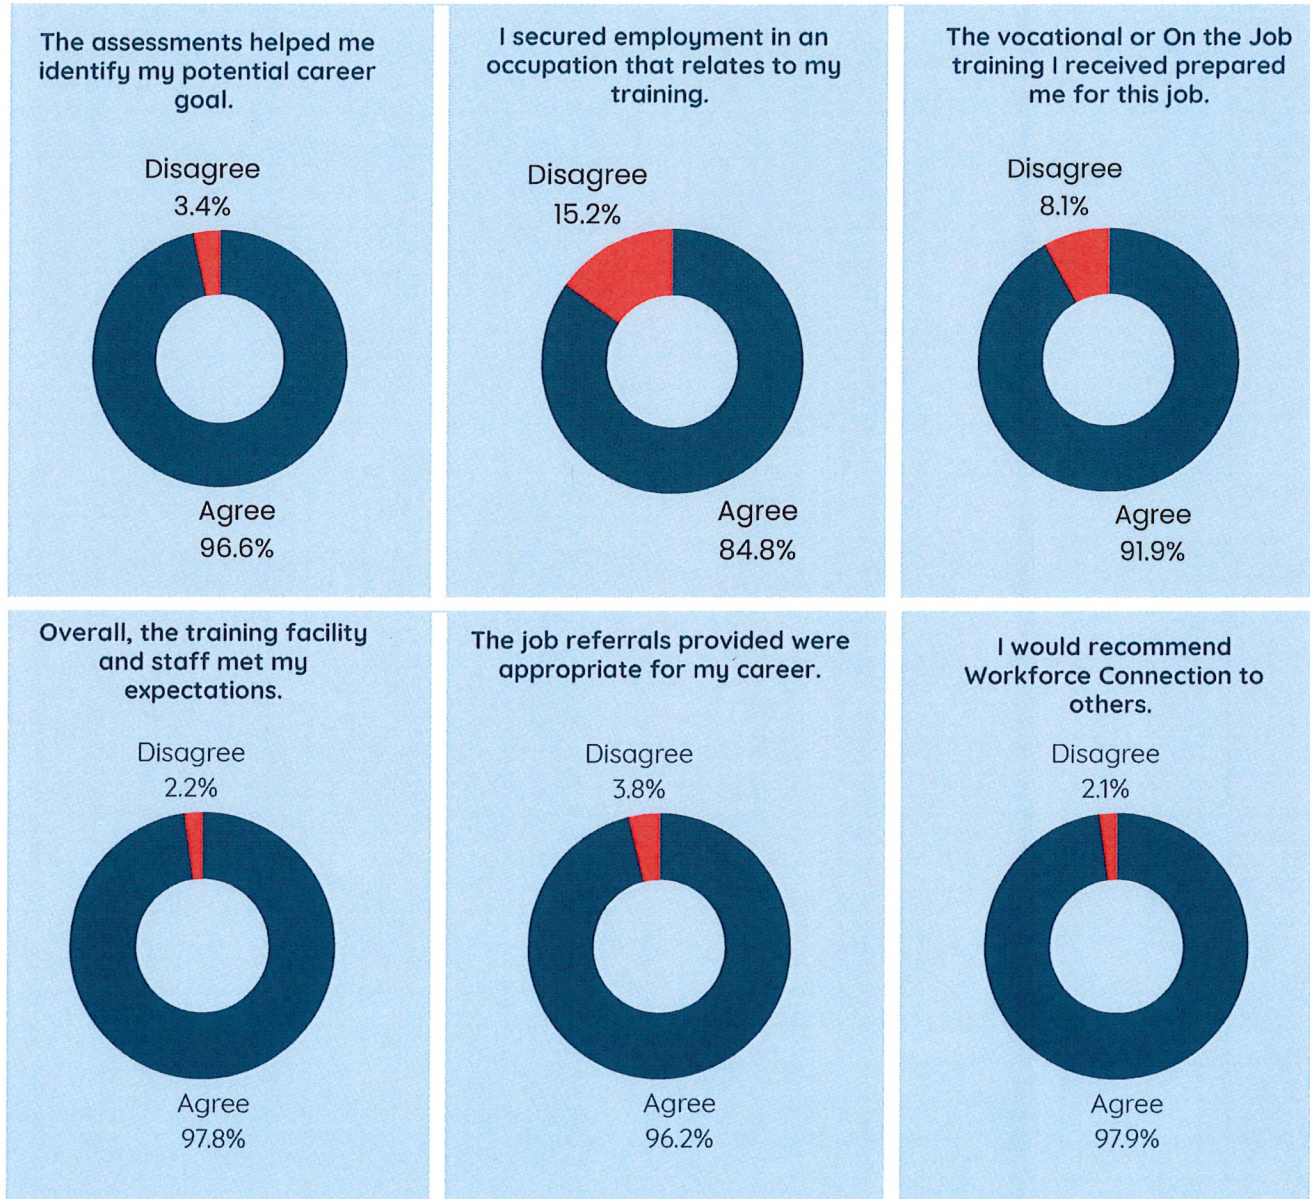 The assessments helped me
identify my potential career
goal.
Disagree
3.4%
Agree
96.6%
I secured employment in an
occupation that relates to my
training.
Disagree
15.2%
Agree
84.8%
The vocational or On the Job
training I received prepared
me for this job.
Disagree
8.1%
Agree
91.9%
Overall, the training facility
and staff met my
expectations.
Disagree
2.2%
Agree
97.8%
The job referrals provided were
appropriate for my career.
Disagree
3.8%
Agree
96.2%
I would recommend
Workforce Connection to
others.
Disagree
2.1%
Agree
97.9%